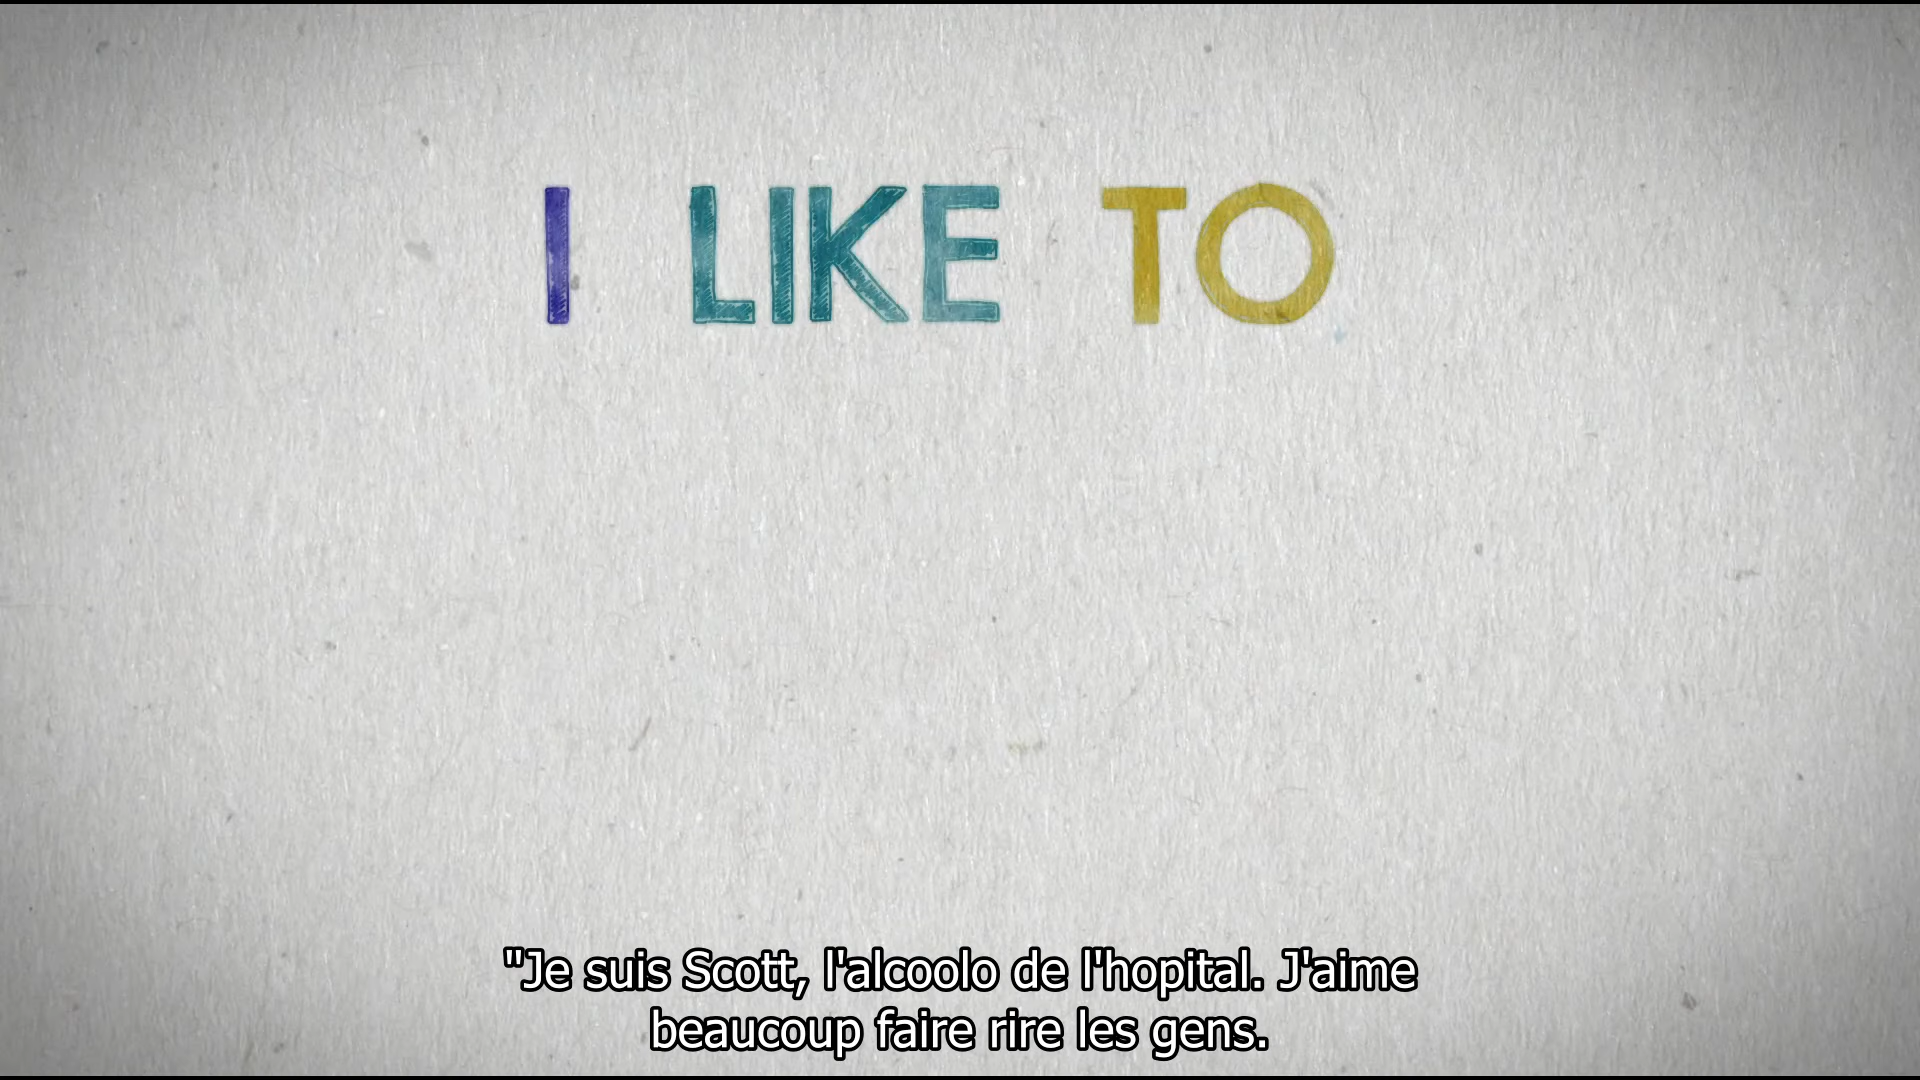 I LIKE TO
"Je suis Scott, l'alcoolo de l'hopital. J'aime
beaucoup faire rire les gens.